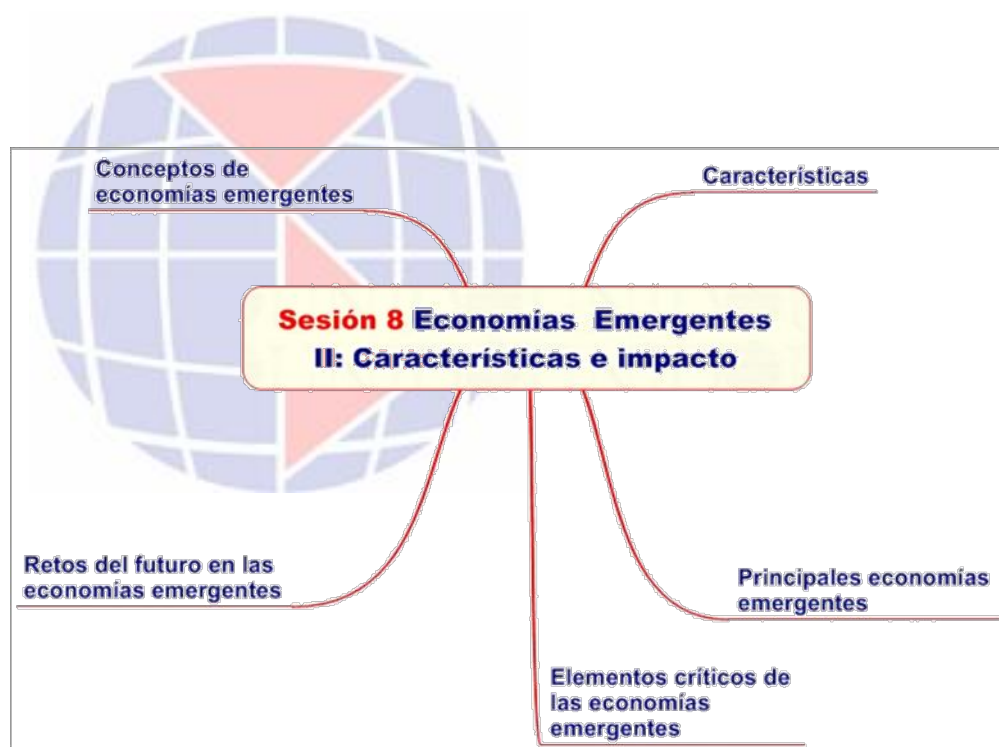 Conceptos de
economías emergentes
Características
Sesión 8 Economías Emergentes
II: Características e impacto
Retos del futuro en las
economías emergentes
Principales economías
emergentes
Elementos críticos de
las economías
emergentes